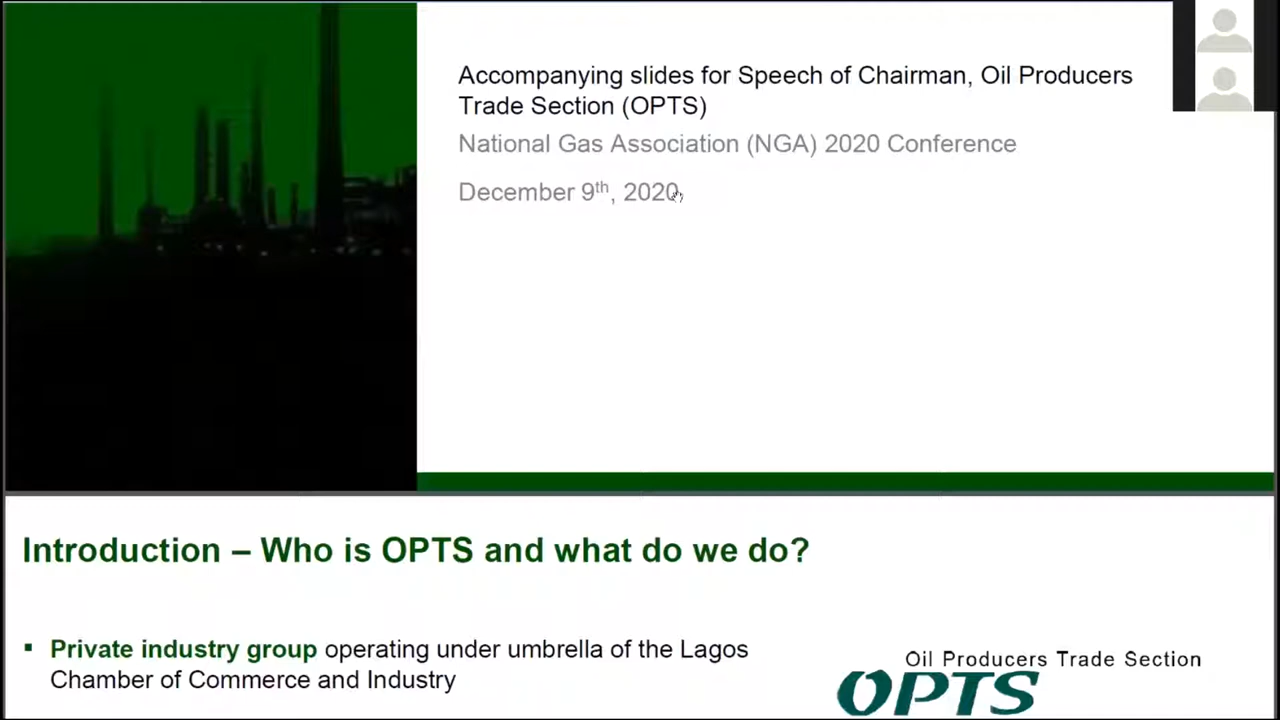 Accompanying slides for Speech of Chairman, Oil Producers
Trade Section (OPTS)
National Gas Association (NGA) 2020 Conference
December 9th, 2020
Introduction – Who is OPTS and what do we do?
▪ Private industry group operating under umbrella of the Lagos
Chamber of Commerce and Industry
Oil Producers Trade Section
OPTS